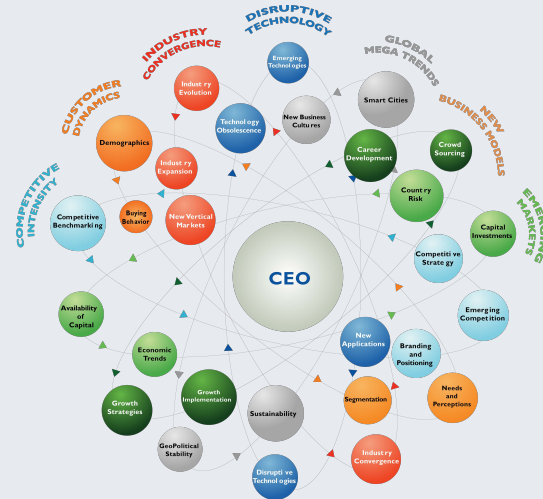 DISRUPTIVE
TECHNOLOGY
INDUSTRY
CONVERGENCE
GLOBAL
MEGA TRENDS
CUSTOMER
DYNAMICS
NEW
BUSINESS MODELS
COMPETITIVE
INTENSITY
EMERGING
MARKETS
Emerging
Technologies
Industry
Evolution
Smart Cities
New Business
Cultures
Technology
Obsolescence
Demographics
Career
Development
Crowd
Sourcing
Industry
Expansion
Country
Risk
Competitive
Benchmarking
Buying
Behavior
New Vertical
Markets
Capital
Investments
Competitive
Strategy
CEO
Availability
of
Capital
Emerging
Competition
New
Applications
Economic
Trends
Branding
and
Positioning
Growth
Strategies
Growth
Implementation
Sustainability
Segmentation
Needs
and
Perceptions
GeoPolitical
Stability
Industry
Convergence
Disruptive
Technologies